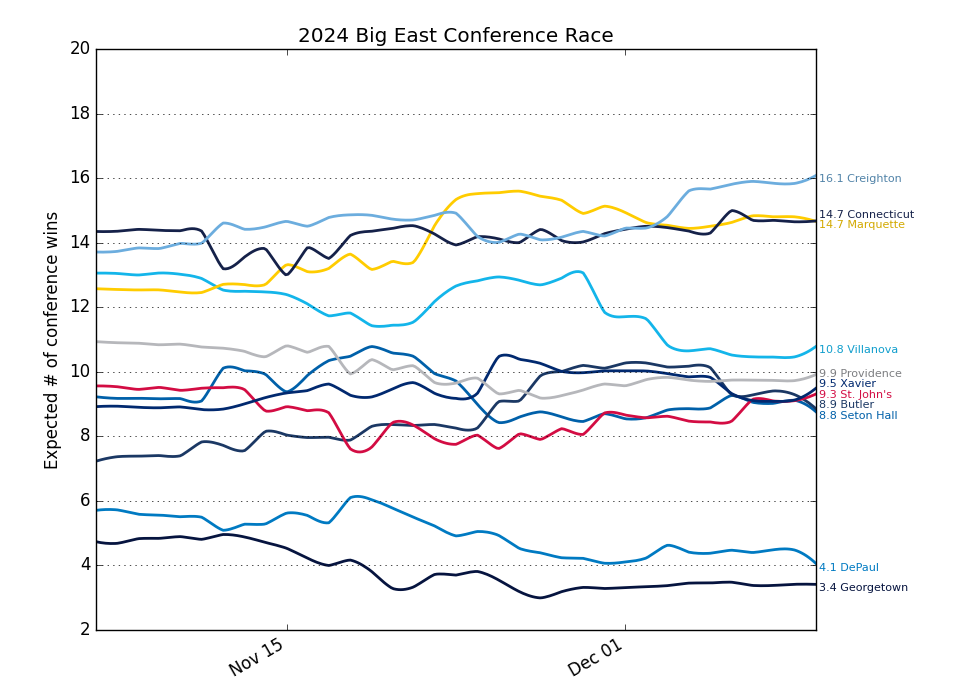 2024 Big East Conference Race
Expected # of conference wins
20
18
16
14
12
10
8
6
4
2
16.1 Creighton
14.7 Connecticut
14.7 Marquette
10.8 Villanova
9.9 Providence
9.5 Xavier
9.3 St. John's
8.9 Butler
8.8 Seton Hall
4.1 DePaul
3.4 Georgetown
Nov 15
Dec 01